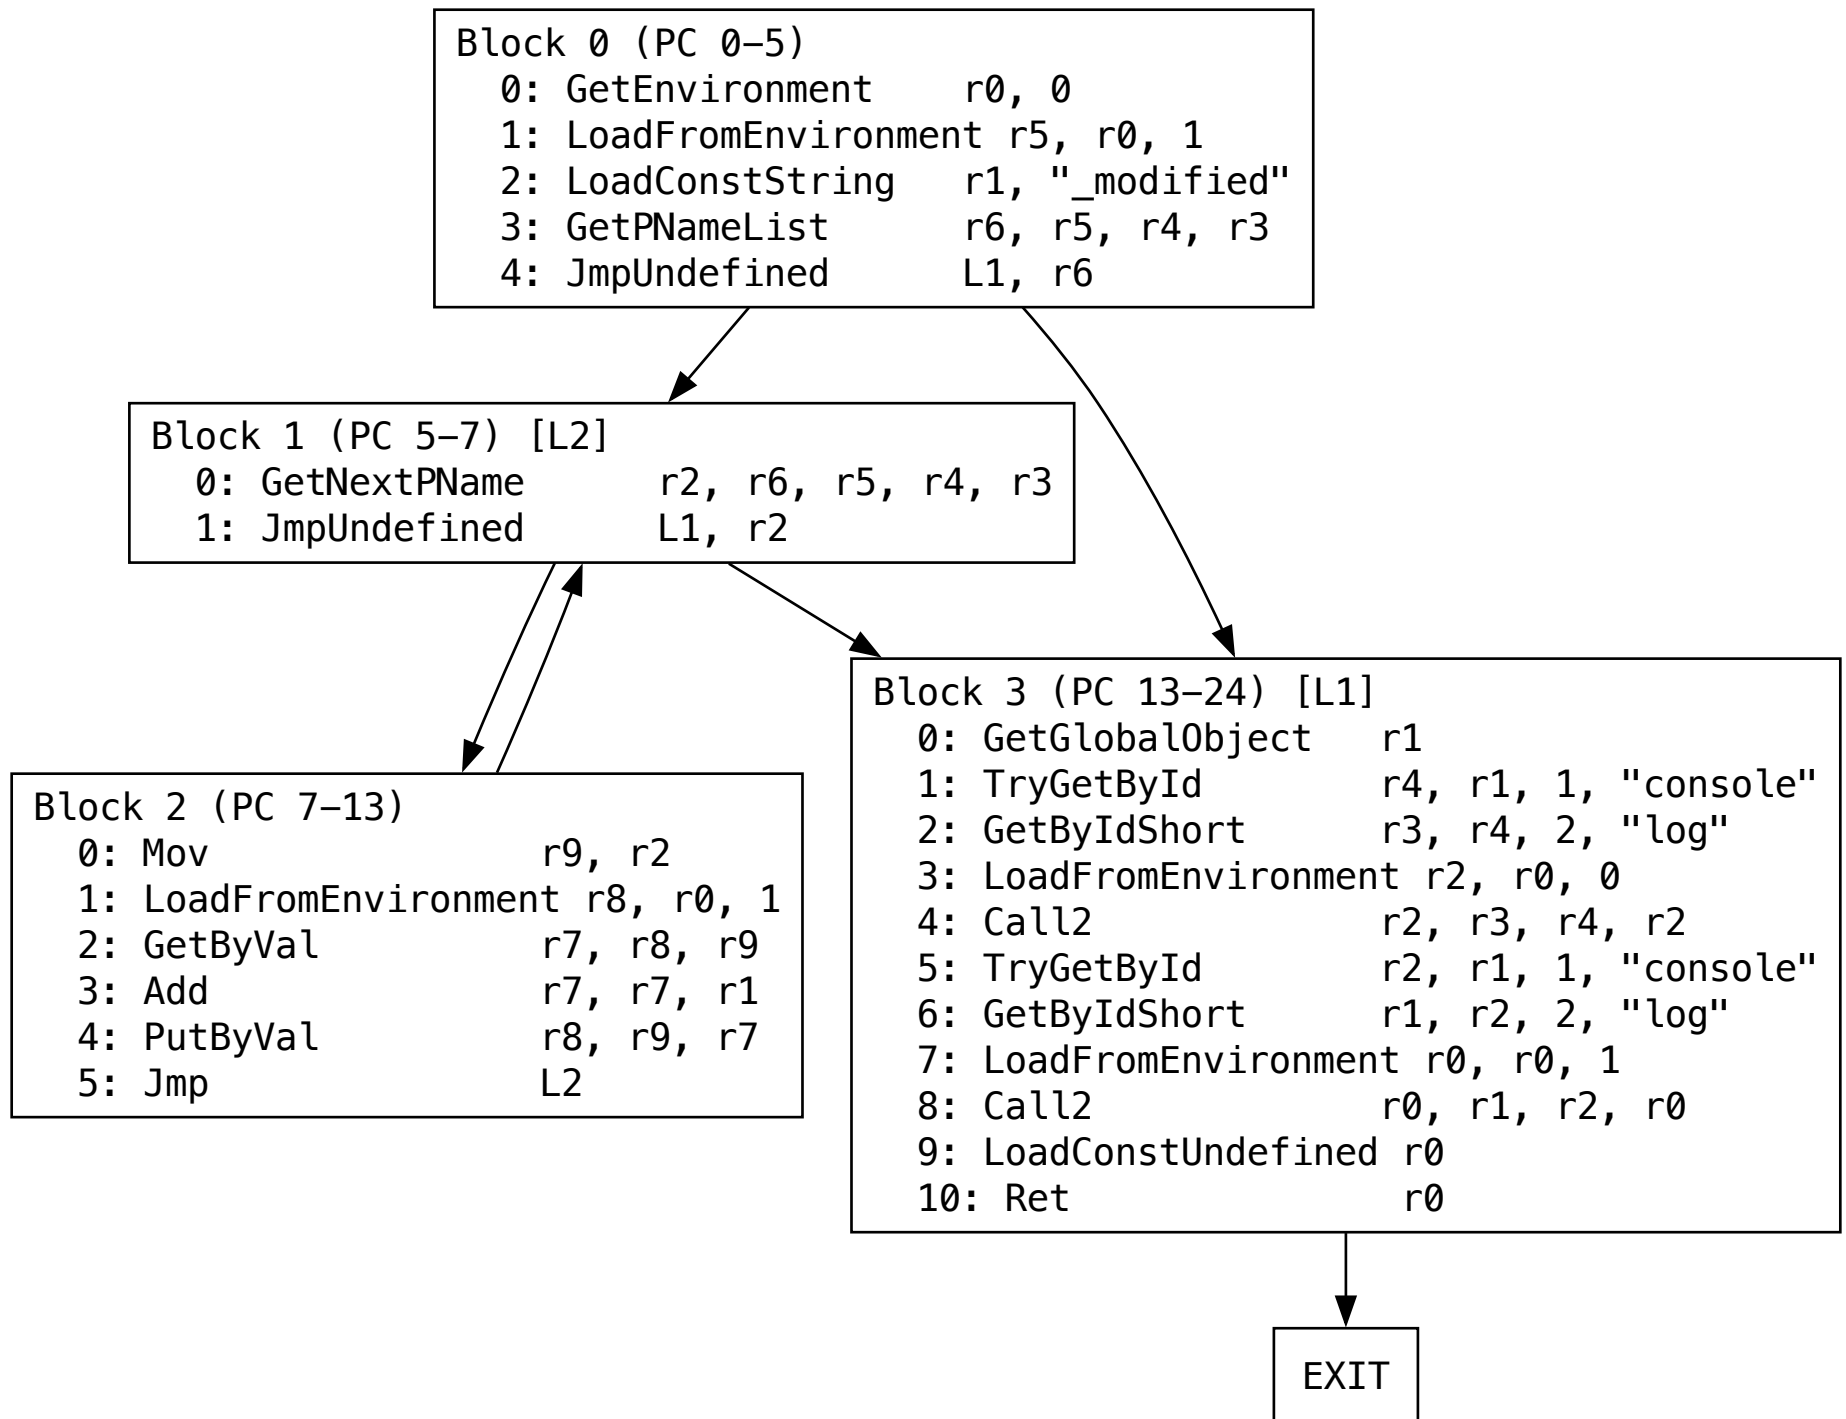 Block 0 (PC 0–5)
0: GetEnvironment r0, 0
1: LoadFromEnvironment r5, r0, 1
2: LoadConstString r1, "_modified"
3: GetPNameList r6, r5, r4, r3
4: JmpUndefined L1, r6
Block 1 (PC 5–7) [L2]
0: GetNextPName r2, r6, r5, r4, r3
1: JmpUndefined L1, r2
Block 2 (PC 7–13)
0: Mov r9, r2
1: LoadFromEnvironment r8, r0, 1
2: GetByVal r7, r8, r9
3: Add r7, r7, r1
4: PutByVal r8, r9, r7
5: Jmp L2
Block 3 (PC 13–24) [L1]
0: GetGlobalObject r1
1: TryGetById r4, r1, 1, "console"
2: GetByIdShort r3, r4, 2, "log"
3: LoadFromEnvironment r2, r0, 0
4: Call2 r2, r3, r4, r2
5: TryGetById r2, r1, 1, "console"
6: GetByIdShort r1, r2, 2, "log"
7: LoadFromEnvironment r0, r0, 1
8: Call2 r0, r1, r2, r0
9: LoadConstUndefined r0
10: Ret r0
EXIT